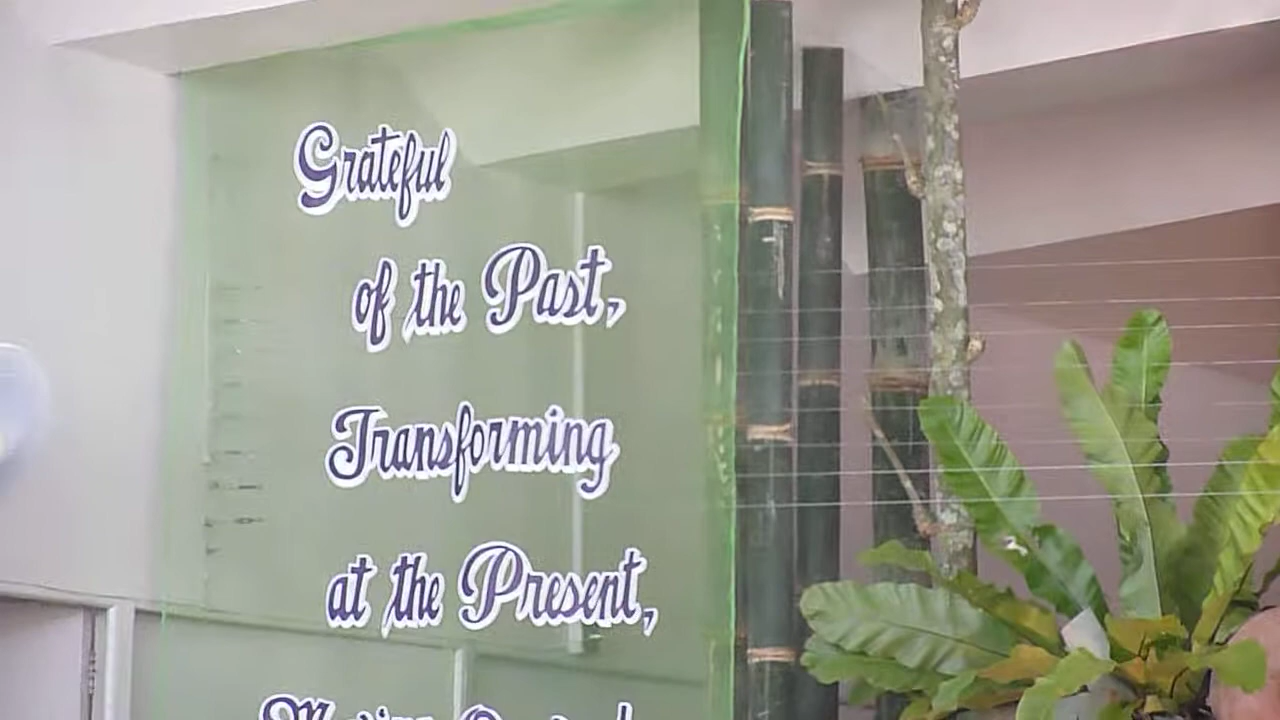 Grateful
of the Past,
Transforming
at the Present,